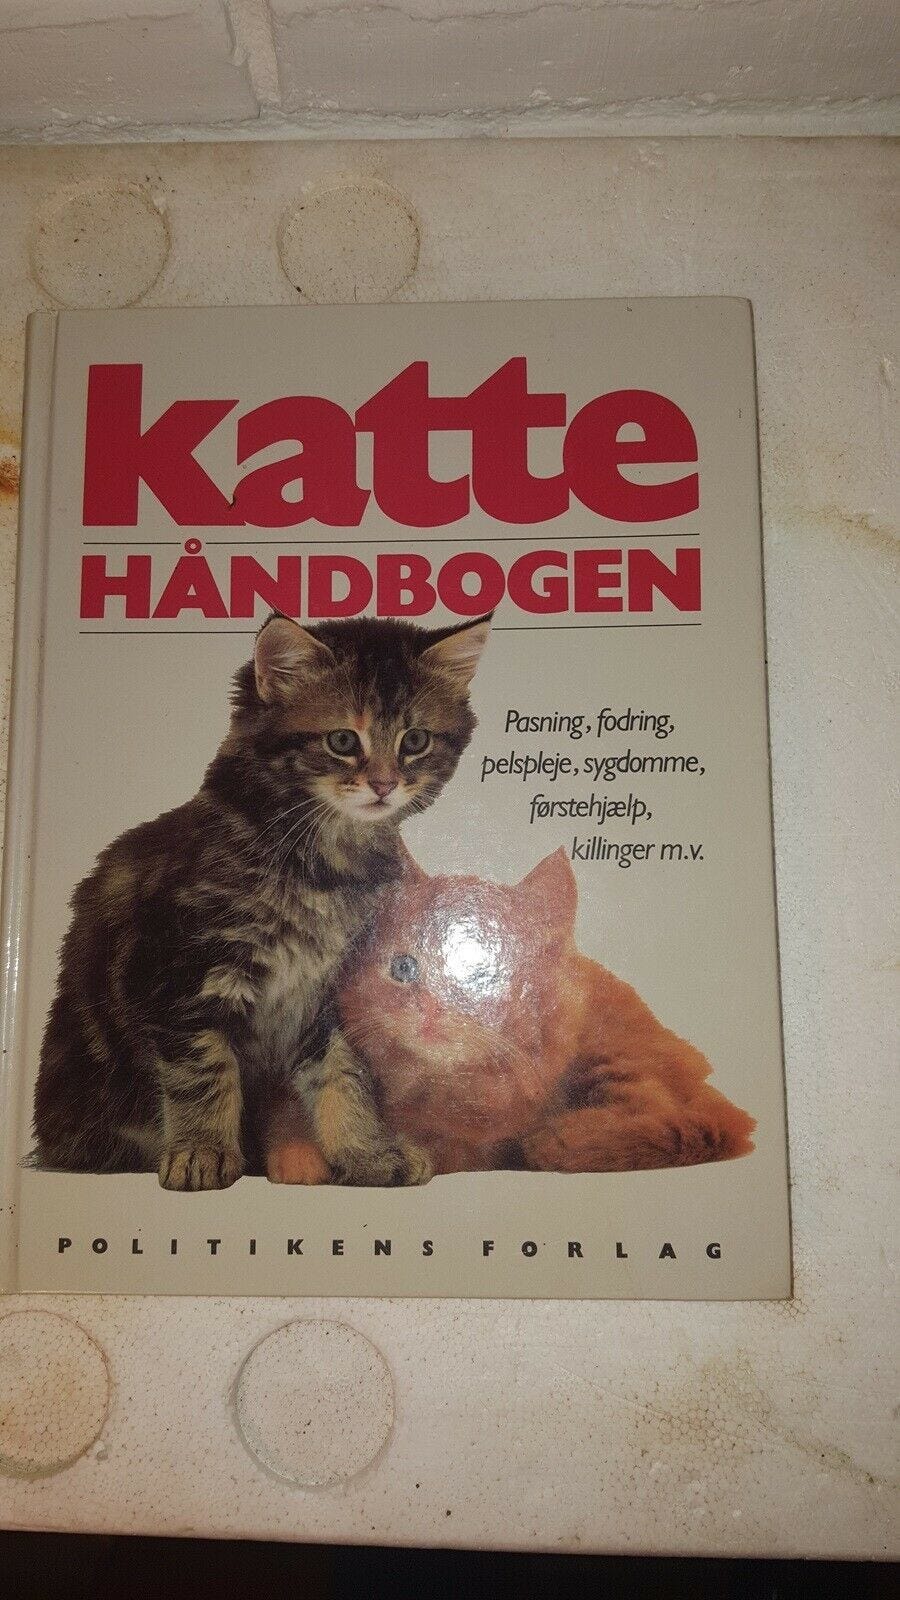 katte
HÅNDBOGEN
Pasning, fodring,
pelspleje, sygdomme,
førstehjælp,
killinger m.v.
POLITIKENS FORLAG